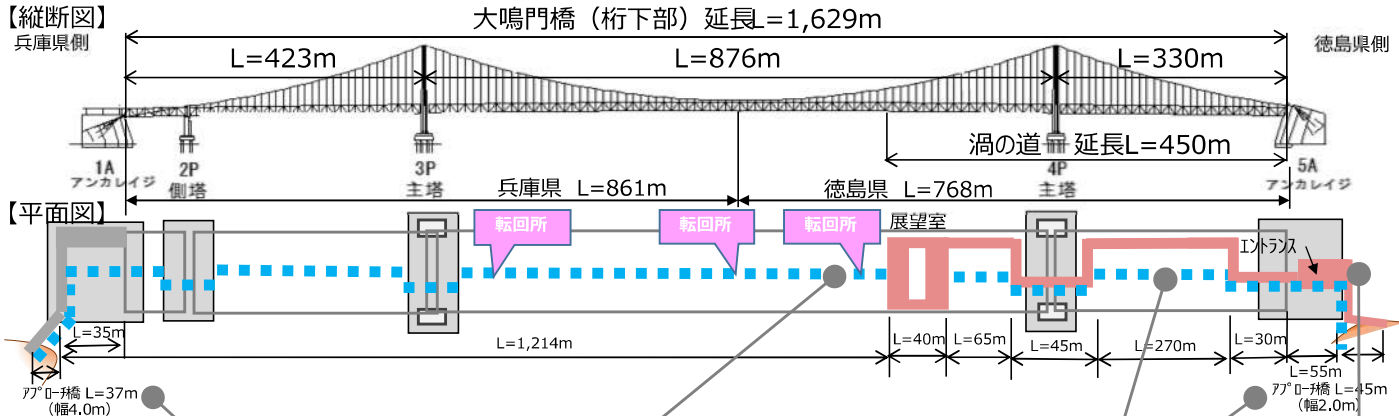 【縦断図】
兵庫県側
大鳴門橋（桁下部）延長L=1,629m
徳島県側
L=423m
L=876m
L=330m
渦の道　延長L=450m
1A
アンカレイジ
2P
側塔
3P
主塔
4P
主塔
5A
アンカレイジ
兵庫県 L=861m
徳島県 L=768m
【平面図】
転回所
転回所
転回所
展望室
エントランス
L=35m
L=1,214m
L=40m
L=65m
L=45m
L=270m
L=30m
L=55m
アプローチ橋 L=37m
（幅4.0m）
アプローチ橋 L=45m
（幅2.0m）